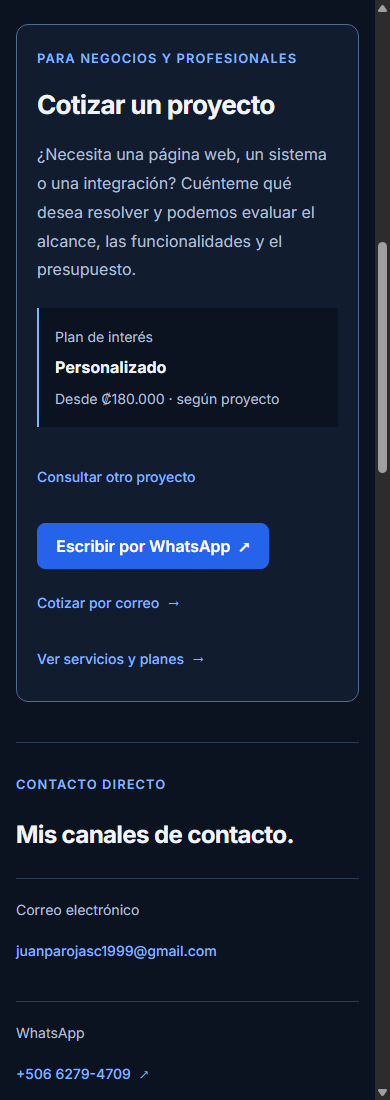 PARA NEGOCIOS Y PROFESIONALES
Cotizar un proyecto
¿Necesita una página web, un sistema
o una integración? Cuénteme qué
desea resolver y podemos evaluar el
alcance, las funcionalidades y el
presupuesto.
Plan de interés
Personalizado
Desde ₡180.000 · según proyecto
Consultar otro proyecto
Escribir por WhatsApp ↗
Cotizar por correo →
Ver servicios y planes →
CONTACTO DIRECTO
Mis canales de contacto.
Correo electrónico
juanparojasc1999@gmail.com
WhatsApp
+506 6279-4709 ↗